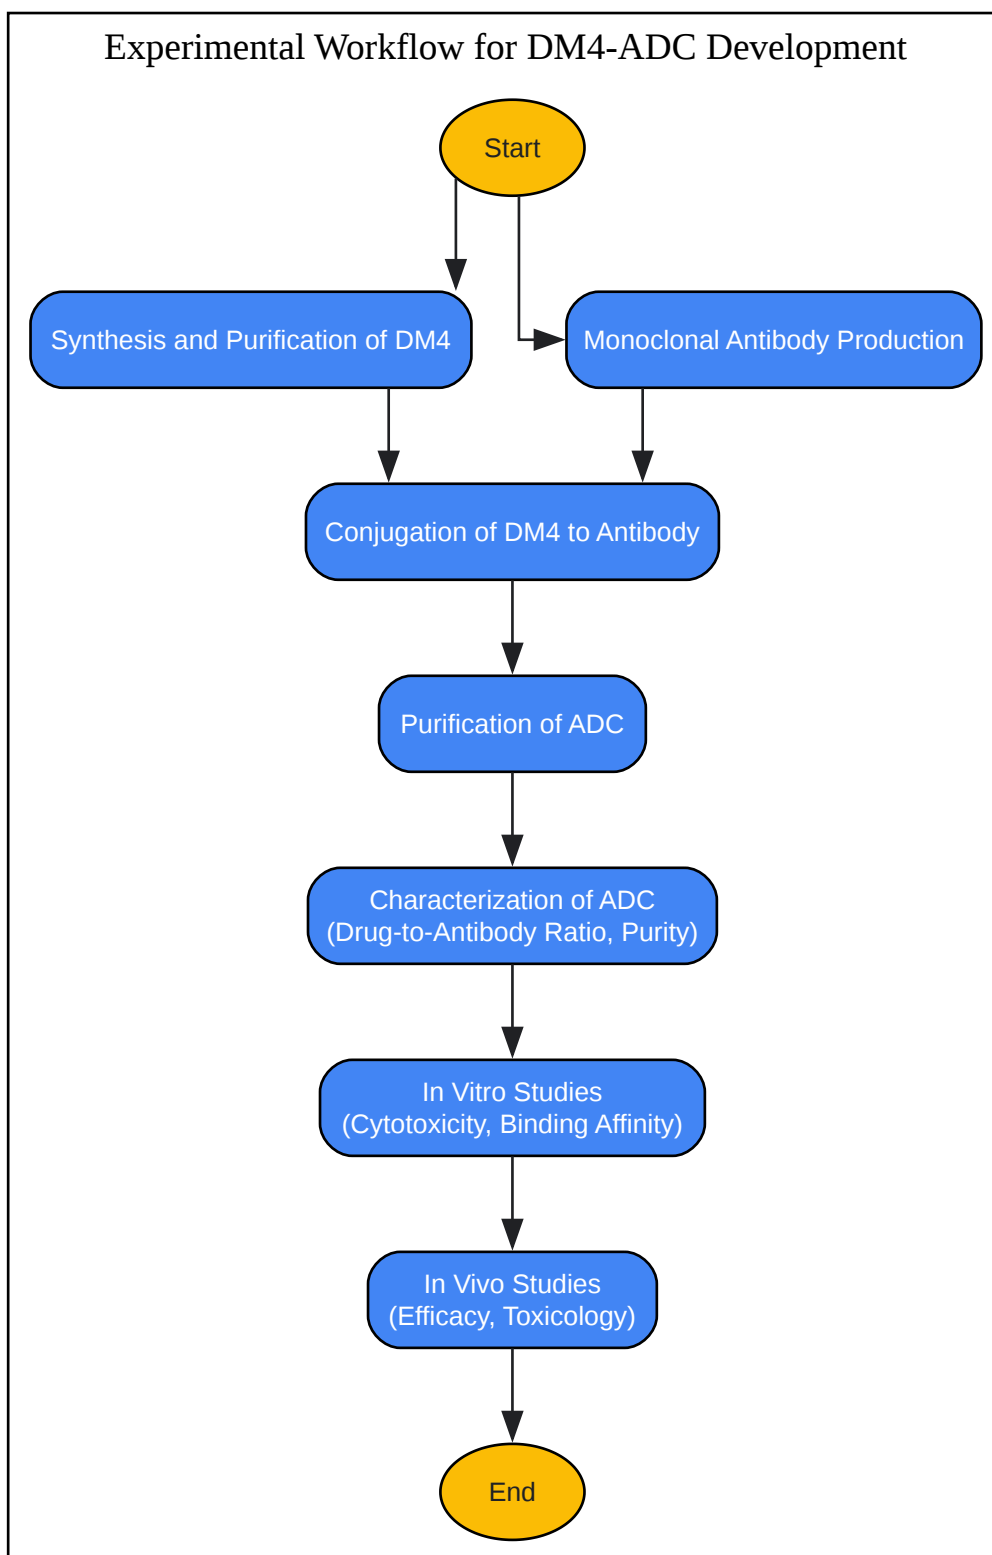 Experimental Workflow for DM4-ADC Development
Start
Synthesis and Purification of DM4
Monoclonal Antibody Production
Conjugation of DM4 to Antibody
Purification of ADC
Characterization of ADC
(Drug-to-Antibody Ratio, Purity)
In Vitro Studies
(Cytotoxicity, Binding Affinity)
In Vivo Studies
(Efficacy, Toxicology)
End